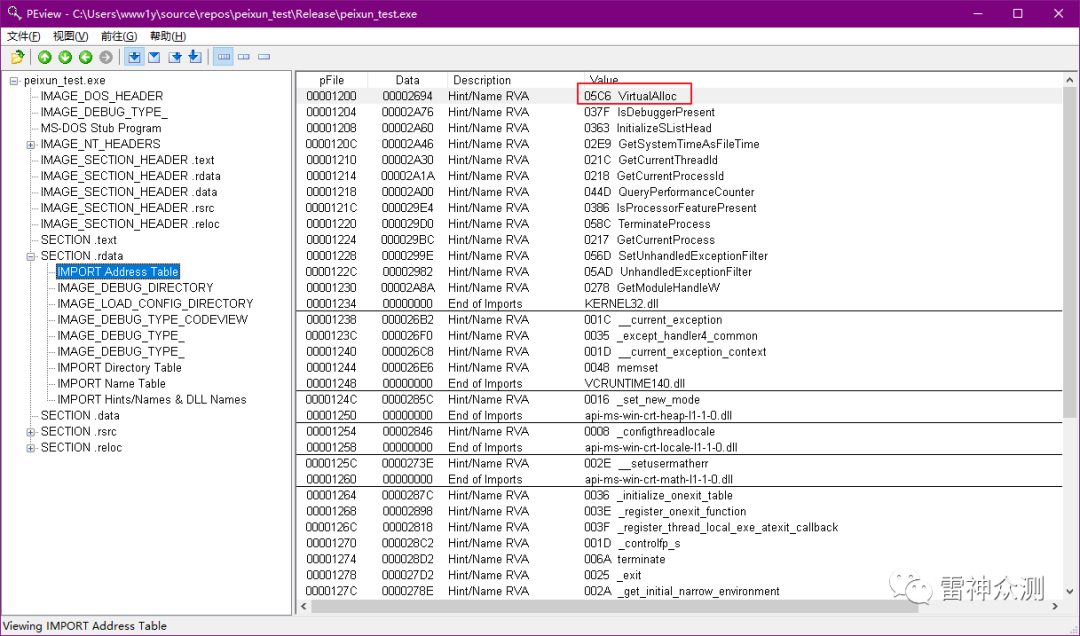 PEview - C:\Users\www1y\source\repos\peixun_test\Release\peixun_test.exe
文件(F) 视图(V) 前往(G) 帮助(H)
peixun_test.exe
IMAGE_DOS_HEADER
IMAGE_DEBUG_TYPE_
MS-DOS Stub Program
IMAGE_NT_HEADERS
IMAGE_SECTION_HEADER .text
IMAGE_SECTION_HEADER .rdata
IMAGE_SECTION_HEADER .data
IMAGE_SECTION_HEADER .rsrc
IMAGE_SECTION_HEADER .reloc
SECTION .text
SECTION .rdata
IMPORT Address Table
IMAGE_DEBUG_DIRECTORY
IMAGE_LOAD_CONFIG_DIRECTORY
IMAGE_DEBUG_TYPE_CODEVIEW
IMAGE_DEBUG_TYPE_
IMAGE_DEBUG_TYPE_
IMPORT Directory Table
IMPORT Name Table
IMPORT Hints/Names & DLL Names
SECTION .data
SECTION .rsrc
SECTION .reloc
pFile Data Description Value
00001200 00002694 Hint/Name RVA 05C6 VirtualAlloc
00001204 00002A76 Hint/Name RVA 037F IsDebuggerPresent
00001208 00002A60 Hint/Name RVA 0363 InitializeSListHead
0000120C 00002A46 Hint/Name RVA 02E9 GetSystemTimeAsFileTime
00001210 00002A30 Hint/Name RVA 021C GetCurrentThreadId
00001214 00002A1A Hint/Name RVA 0218 GetCurrentProcessId
00001218 00002A00 Hint/Name RVA 044D QueryPerformanceCounter
0000121C 000029E4 Hint/Name RVA 0386 IsProcessorFeaturePresent
00001220 000029D0 Hint/Name RVA 058C TerminateProcess
00001224 000029BC Hint/Name RVA 0217 GetCurrentProcess
00001228 0000299E Hint/Name RVA 056D SetUnhandledExceptionFilter
0000122C 00002982 Hint/Name RVA 05AD UnhandledExceptionFilter
00001230 00002A8A Hint/Name RVA 0278 GetModuleHandleW
00001234 00000000 End of Imports KERNEL32.dll
00001238 000026B2 Hint/Name RVA 001C __current_exception
0000123C 000026F0 Hint/Name RVA 0035 _except_handler4_common
00001240 000026C8 Hint/Name RVA 001D __current_exception_context
00001244 000026E6 Hint/Name RVA 0048 memset
00001248 00000000 End of Imports VCRUNTIME140.dll
0000124C 0000285C Hint/Name RVA 0016 _set_new_mode
00001250 00000000 End of Imports api-ms-win-crt-heap-l1-1-0.dll
00001254 00002846 Hint/Name RVA 0008 _configthreadlocale
00001258 00000000 End of Imports api-ms-win-crt-locale-l1-1-0.dll
0000125C 0000273E Hint/Name RVA 002E __setusermatherr
00001260 00000000 End of Imports api-ms-win-crt-math-l1-1-0.dll
00001264 0000287C Hint/Name RVA 0036 _initialize_onexit_table
00001268 00002898 Hint/Name RVA 003E _register_onexit_function
0000126C 00002818 Hint/Name RVA 003F _register_thread_local_exe_atexit_callback
00001270 000028C2 Hint/Name RVA 001D _controlfp_s
00001274 000028D2 Hint/Name RVA 006A terminate
00001278 000027D2 Hint/Name RVA 0025 _exit
0000127C 0000278E Hint/Name RVA 002A _get_initial_narrow_environment
雷神众测
Viewing IMPORT Address Table